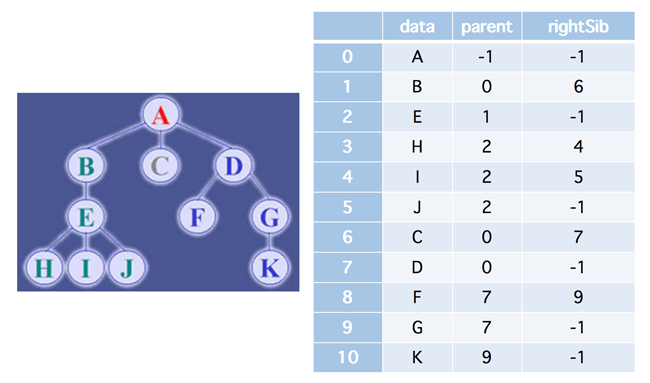 A
B C D
E F G
H I J K
data parent rightSib
0 A -1 -1
1 B 0 6
2 E 1 -1
3 H 2 4
4 I 2 5
5 J 2 -1
6 C 0 7
7 D 0 -1
8 F 7 9
9 G 7 -1
10 K 9 -1